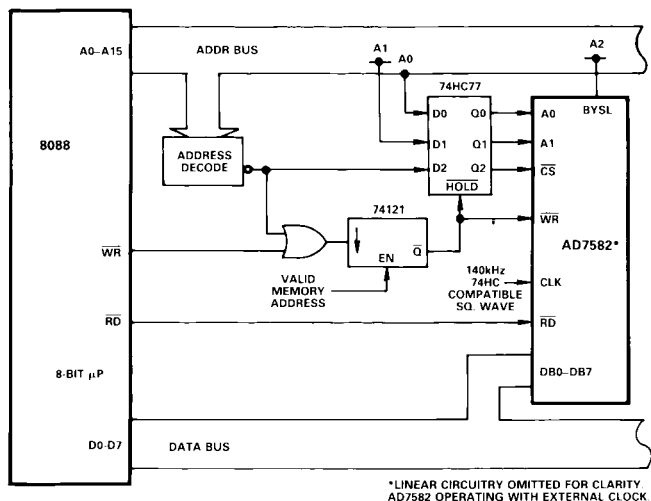 A0–A15
ADDR BUS
A1
A0
A2
74HC77
8088
ADDRESS
DECODE
D0
D1
D2
Q0
Q1
Q2
HOLD
A0
A1
CS
BYSL
WR
74121
EN
Q
WR
AD7582*
VALID
MEMORY
ADDRESS
140kHz
74HC
COMPATIBLE
SQ. WAVE
CLK
RD
RD
8-BIT µP
DB0–DB7
D0-D7
DATA BUS
*LINEAR CIRCUITRY OMITTED FOR CLARITY.
AD7582 OPERATING WITH EXTERNAL CLOCK.